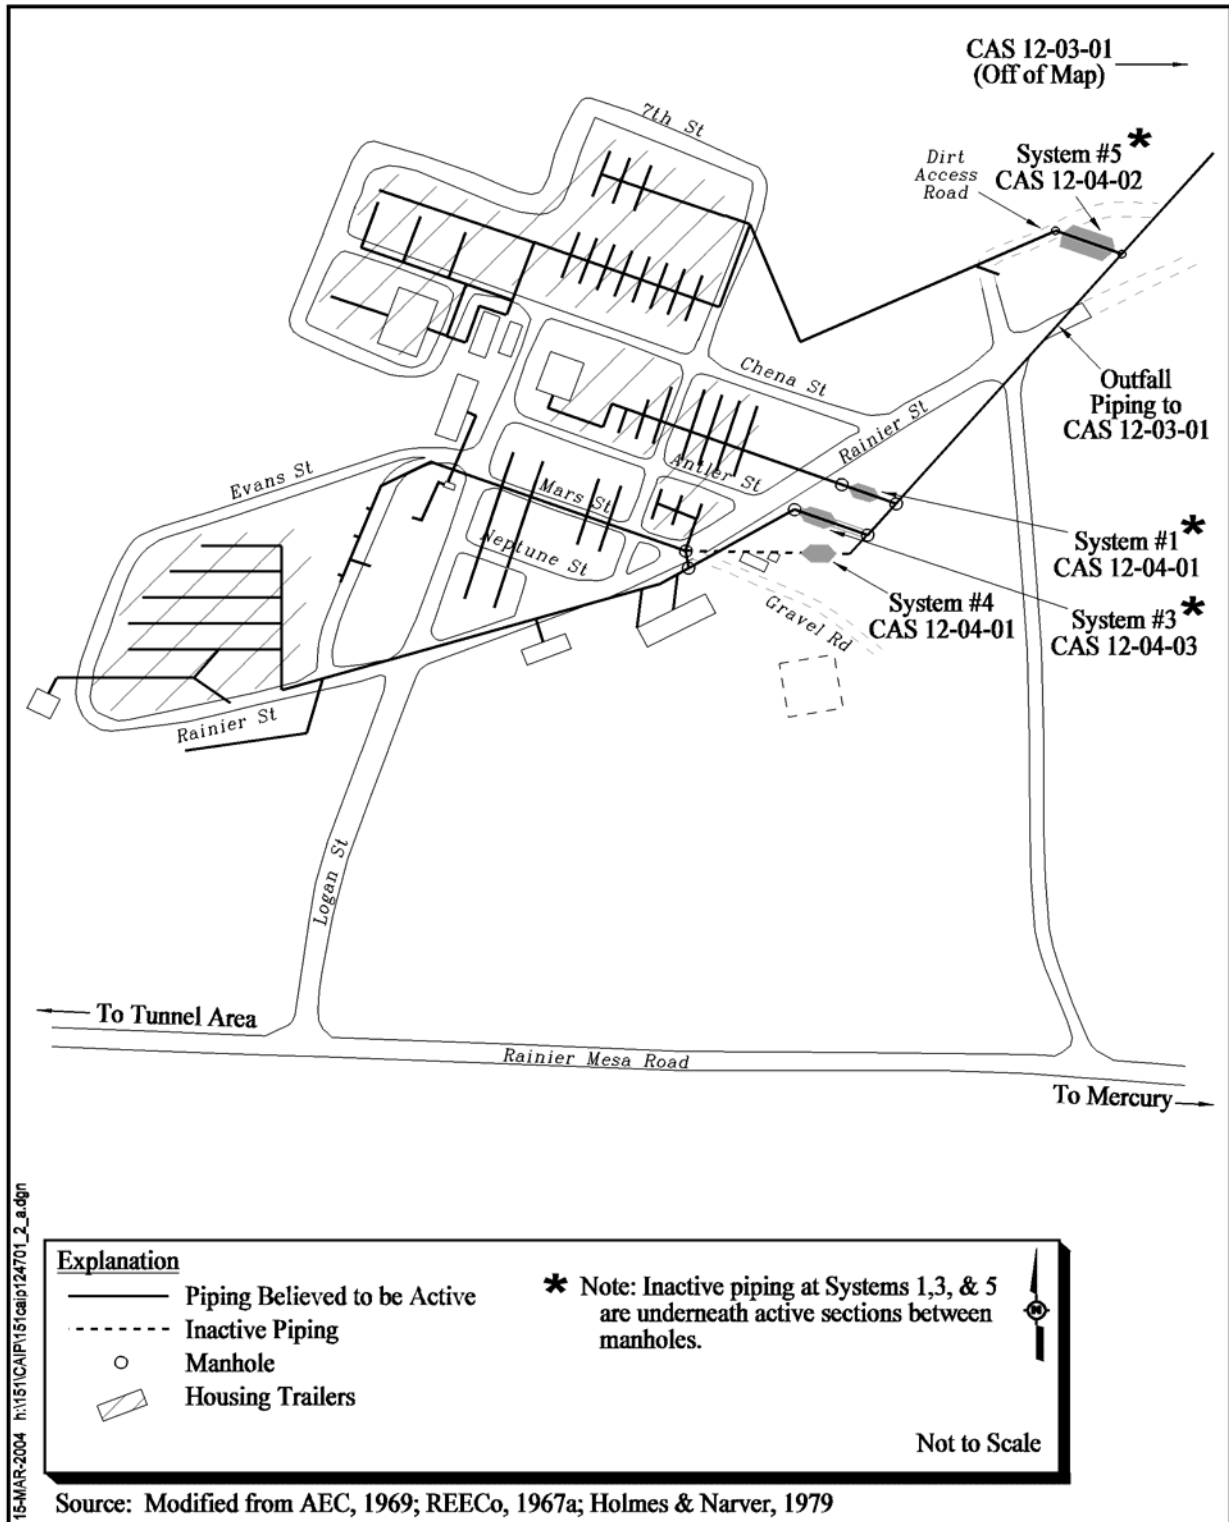 CAS 12-03-01
(Off of Map)
7th St
System #5 *
CAS 12-04-02
Dirt
Access
Road
Chena St
Outfall
Piping to
CAS 12-03-01
Rainier St
Evans St
Antler St
Mars St
Neptune St
System #1 *
CAS 12-04-01
System #4
CAS 12-04-01
System #3 *
CAS 12-04-03
Gravel Rd
Rainier St
Logan St
To Tunnel Area
Rainier Mesa Road
To Mercury
Explanation
Piping Believed to be Active
Inactive Piping
Manhole
Housing Trailers
* Note: Inactive piping at Systems 1,3, & 5
are underneath active sections between
manholes.
N
Not to Scale
15-MAR-2004 h:\151\CAIP\151caip124701_2_a.dgn
Source: Modified from AEC, 1969; REECo, 1967a; Holmes & Narver, 1979